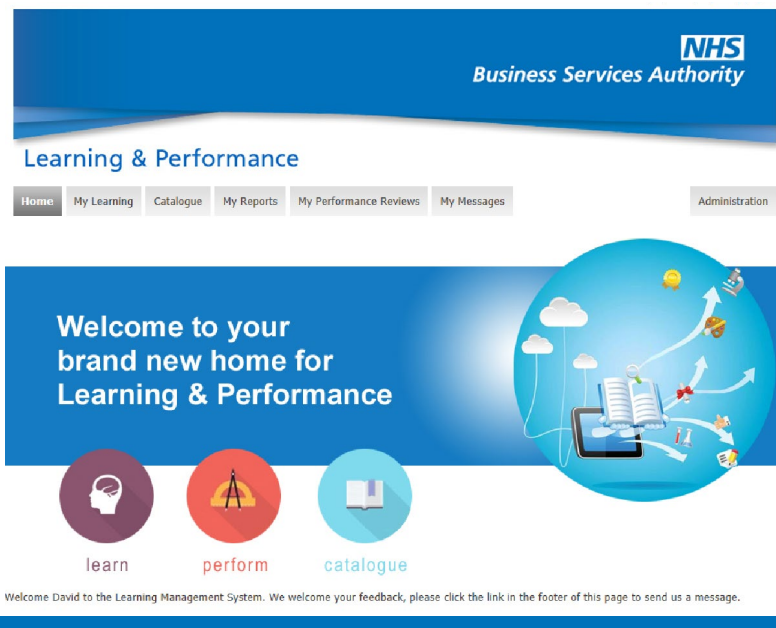 NHS
Business Services Authority
Learning & Performance
Home My Learning Catalogue My Reports My Performance Reviews My Messages Administration
Welcome to your
brand new home for
Learning & Performance
learn perform catalogue
Welcome David to the Learning Management System. We welcome your feedback, please click the link in the footer of this page to send us a message.